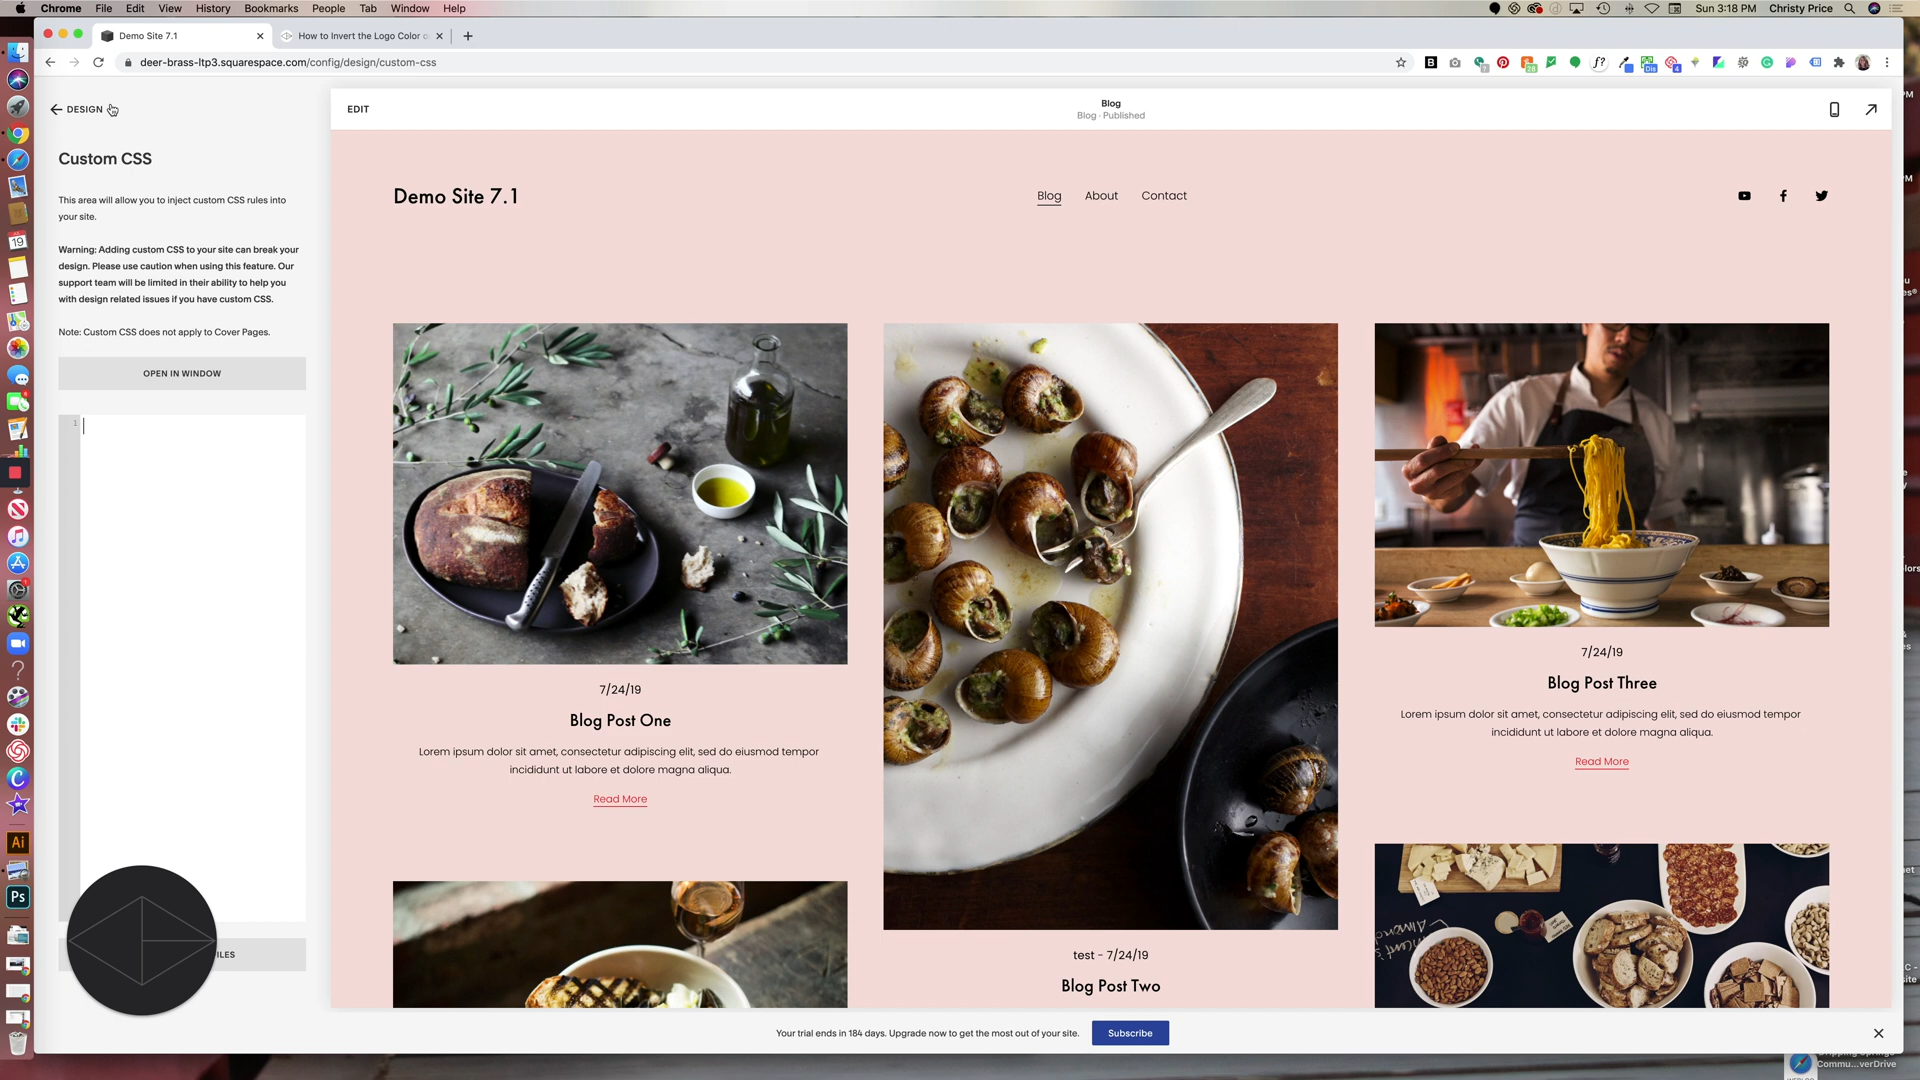 Chrome File Edit View History Bookmarks People Tab Window Help
Sun 3:18 PM Christy Price
Demo Site 7.1
How to Invert the Logo Color o
deer-brass-ltp3.squarespace.com/config/design/custom-css
DESIGN
Custom CSS
This area will allow you to inject custom CSS rules into
your site.
Warning: Adding custom CSS to your site can break your
design. Please use caution when using this feature. Our
support team will be limited in their ability to help you
with design related issues if you have custom CSS.
Note: Custom CSS does not apply to Cover Pages.
OPEN IN WINDOW
1
ILES
EDIT
Blog
Blog · Published
Demo Site 7.1
Blog About Contact
7/24/19
Blog Post One
Lorem ipsum dolor sit amet, consectetur adipiscing elit, sed do eiusmod tempor
incididunt ut labore et dolore magna aliqua.
Read More
test - 7/24/19
Blog Post Two
7/24/19
Blog Post Three
Lorem ipsum dolor sit amet, consectetur adipiscing elit, sed do eiusmod tempor
incididunt ut labore et dolore magna aliqua.
Read More
Your trial ends in 184 days. Upgrade now to get the most out of your site.
Subscribe
Commu...verDrive
Ai
Ps